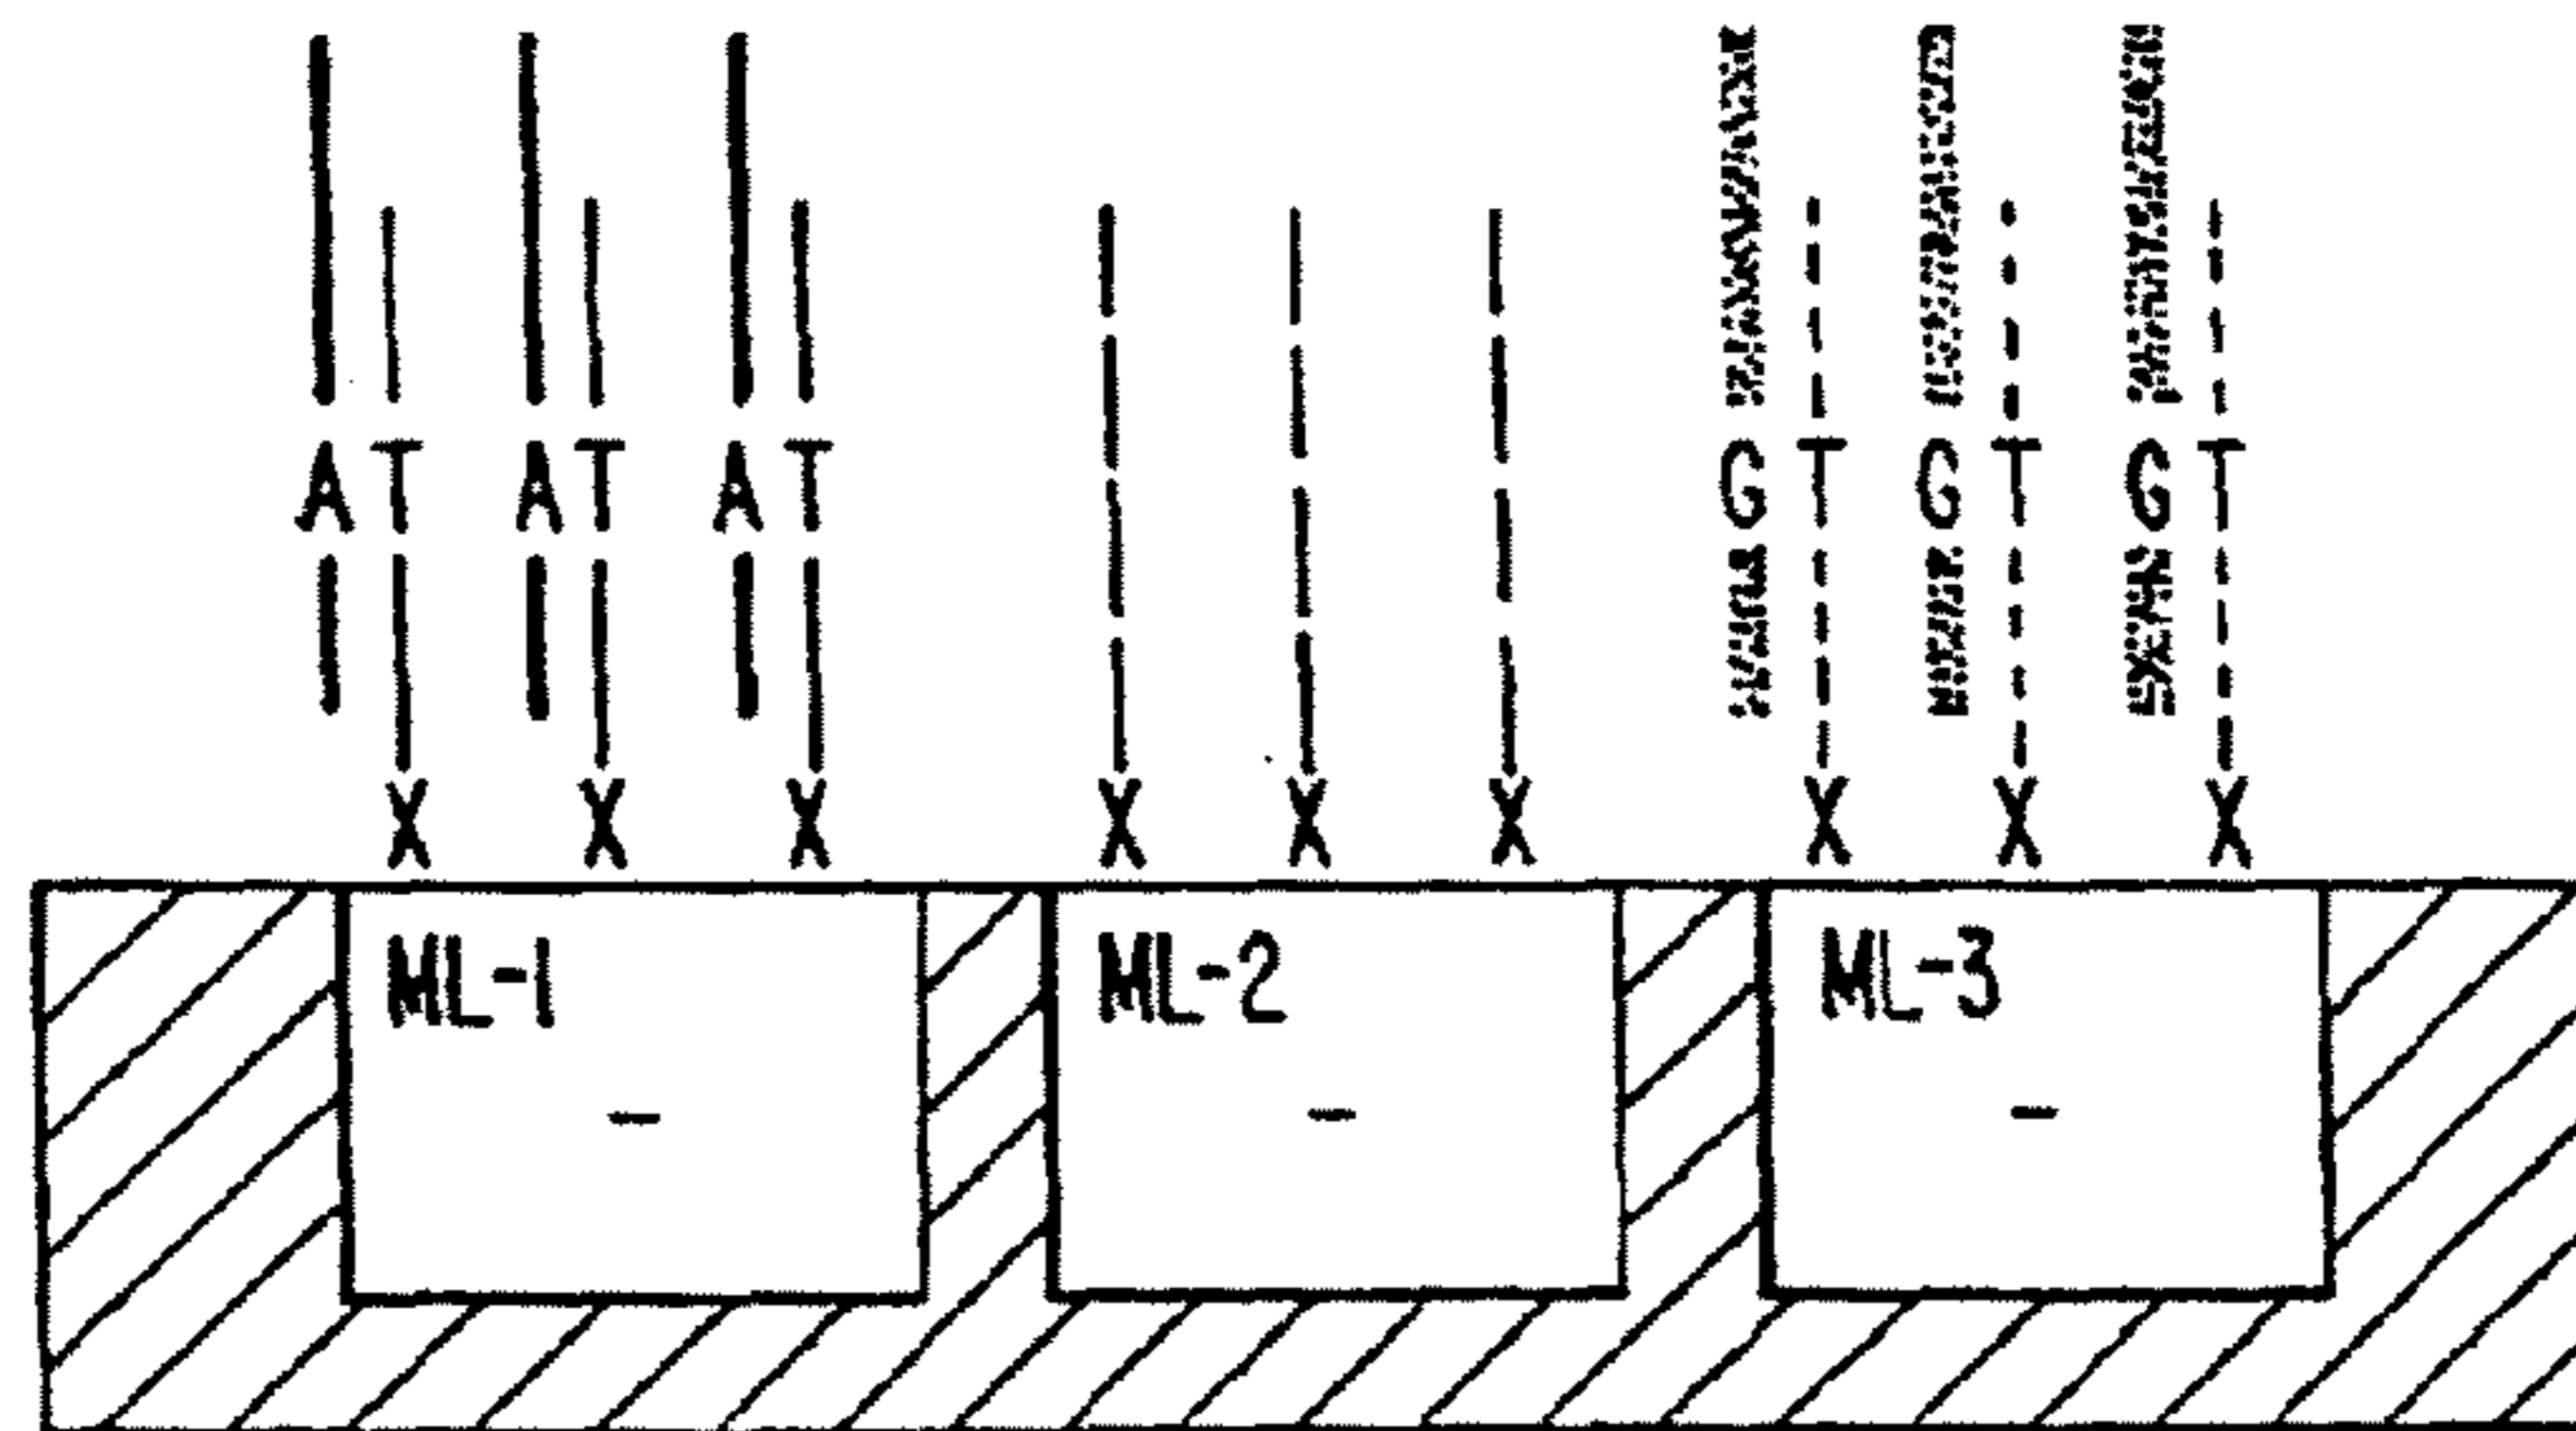 A T A T A T G T G T G T
X X X X X X X X X
ML-1 ML-2 ML-3
- - -